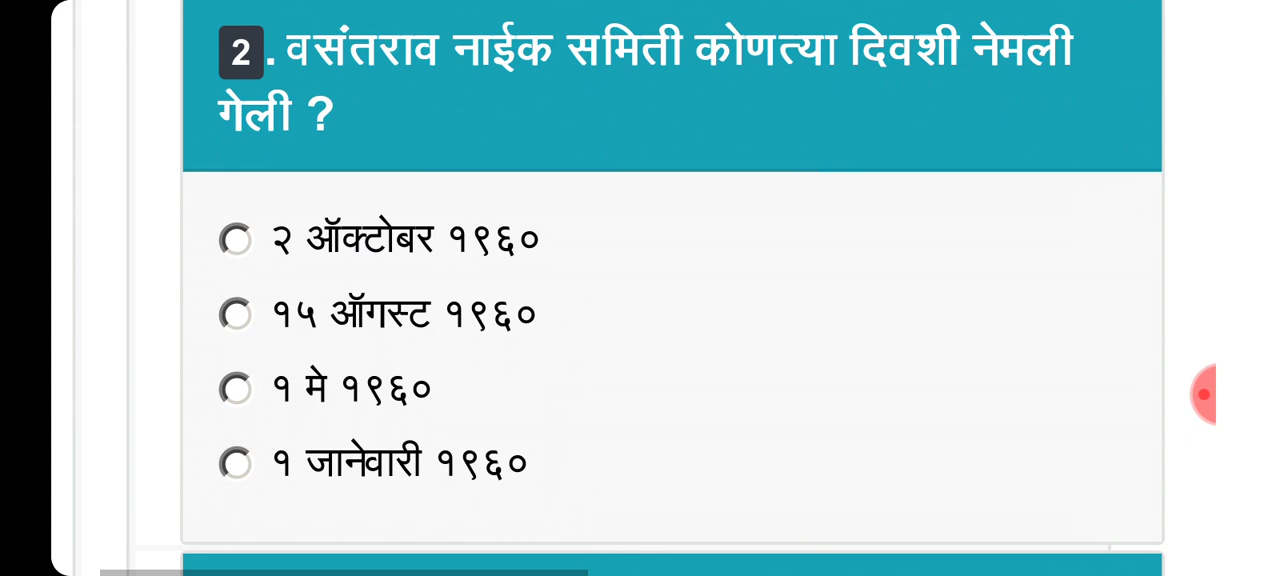 2. वसंतराव नाईक समिती कोणत्या दिवशी नेमली
गेली ?
२ ऑक्टोबर १९६०
१५ ऑगस्ट १९६०
१ मे १९६०
१ जानेवारी १९६०